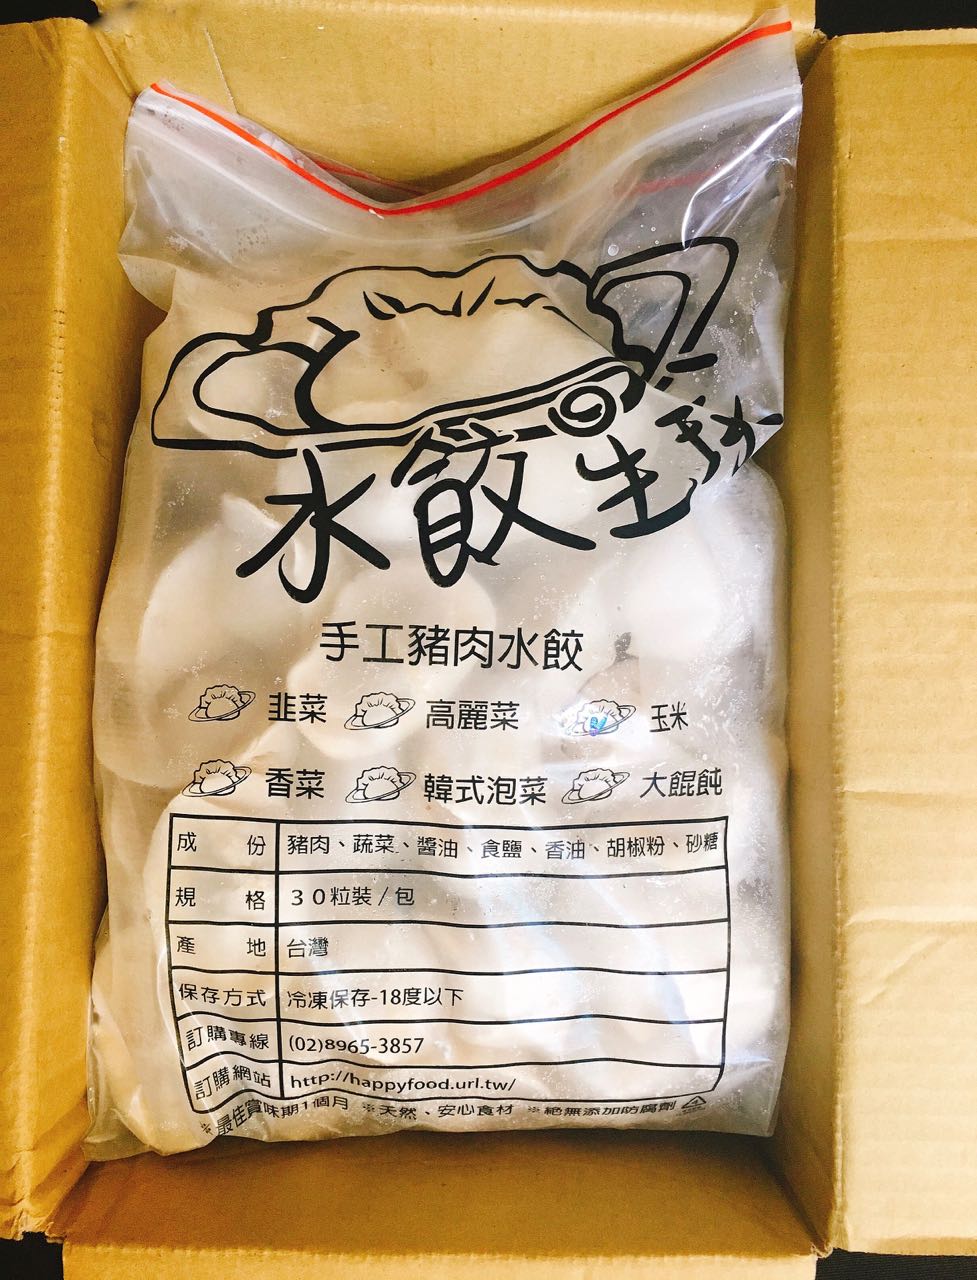 水餃生
手工豬肉水餃
韭菜 高麗菜 玉米
香菜 韓式泡菜 大餛飩
成份 豬肉、蔬菜、醬油、食鹽、香油、胡椒粉、砂糖
規格 30粒裝/包
產地 台灣
保存方式 冷凍保存-18度以下
訂購專線 (02)8965-3857
訂購網站 http://happyfood.url.tw/
※最佳賞味期1個月 ※天然、安心食材 ※絕無添加防腐劑